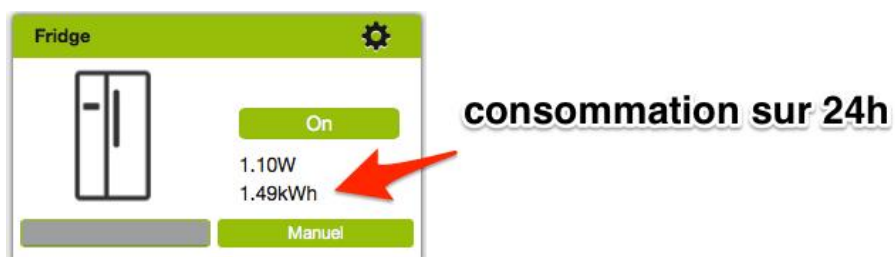 Fridge
On
consommation sur 24h
1.10W
1.49kWh
Manuel